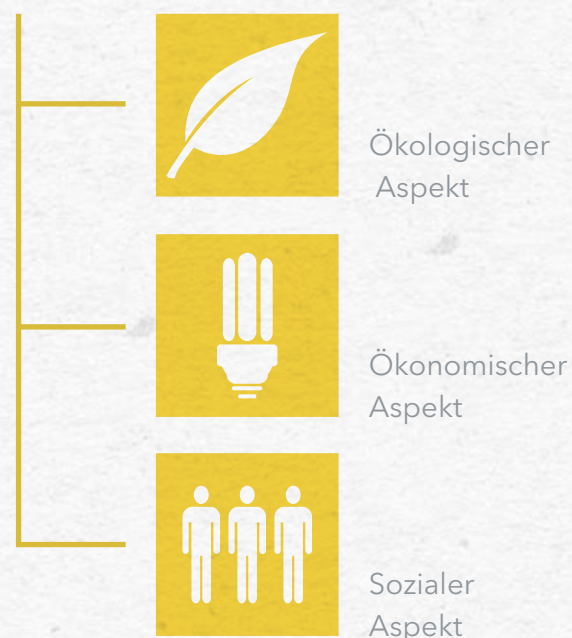 Ökologischer
Aspekt
Ökonomischer
Aspekt
Sozialer
Aspekt